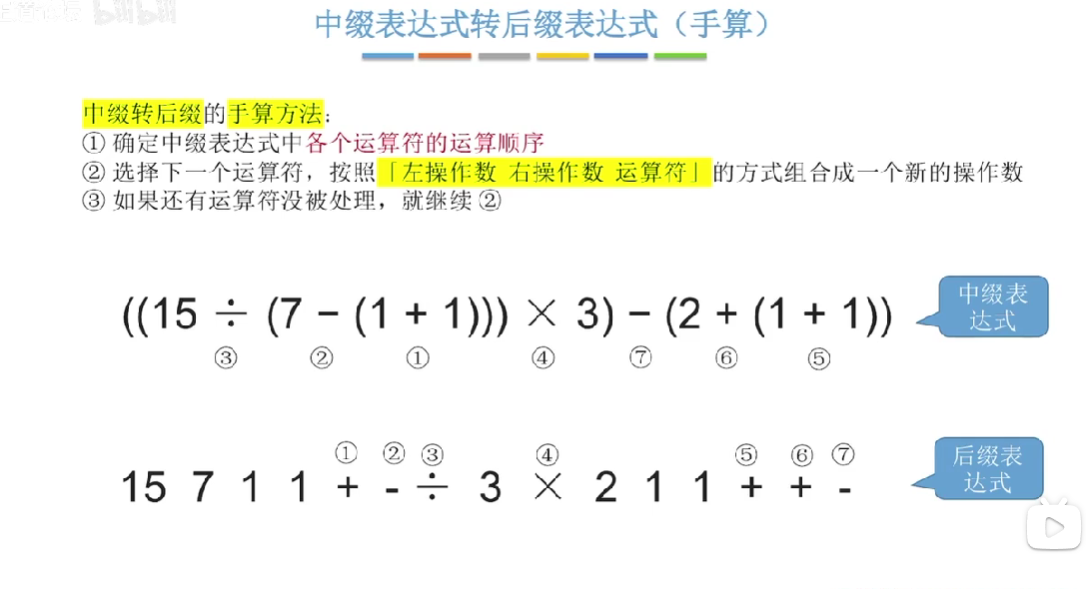 bilibili
中缀表达式转后缀表达式（手算）
中缀转后缀的手算方法：
① 确定中缀表达式中各个运算符的运算顺序
② 选择下一个运算符，按照「左操作数 右操作数 运算符」的方式组合成一个新的操作数
③ 如果还有运算符没被处理，就继续 ②
((15 ÷ (7 − (1 + 1))) × 3) − (2 + (1 + 1))
③ ② ① ④ ⑦ ⑥ ⑤
中缀表
达式
① ② ③ ④ ⑤ ⑥ ⑦
15 7 1 1 + - ÷ 3 × 2 1 1 + + -
后缀表
达式